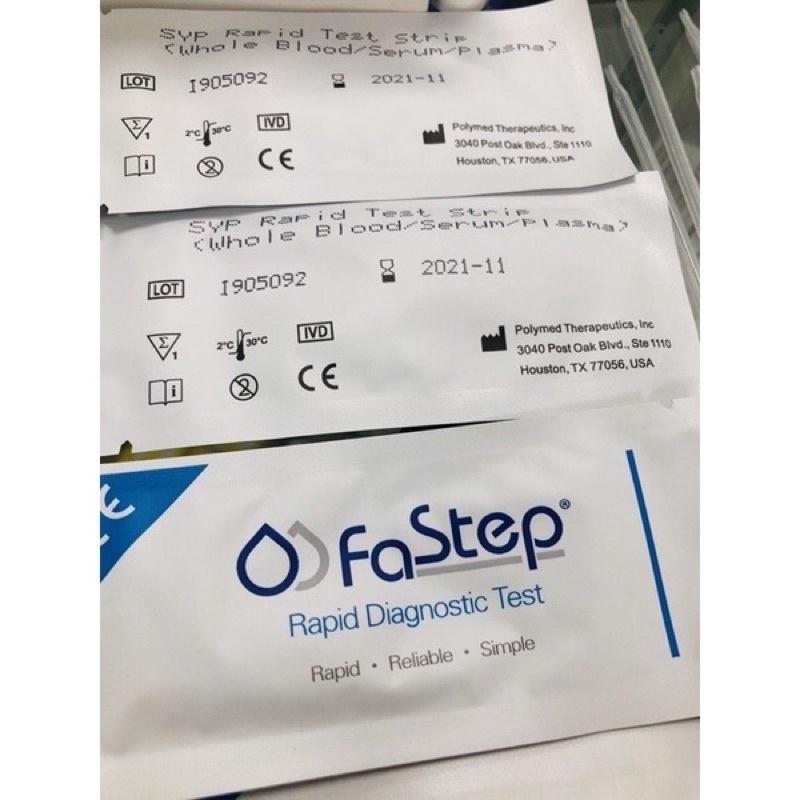 SYP Rapid Test Strip
(Whole Blood/Serum/Plasma)
LOT I905092 2021-11
Σ 1 2°C 30°C IVD
i 2 CE
Polymed Therapeutics, Inc
3040 Post Oak Blvd., Ste 1110
Houston, TX 77056, USA
SYP Rapid Test Strip
(Whole Blood/Serum/Plasma)
LOT I905092 2021-11
Σ 1 2°C 30°C IVD
i 2 CE
Polymed Therapeutics, Inc
3040 Post Oak Blvd., Ste 1110
Houston, TX 77056, USA
FaStep®
Rapid Diagnostic Test
Rapid • Reliable • Simple